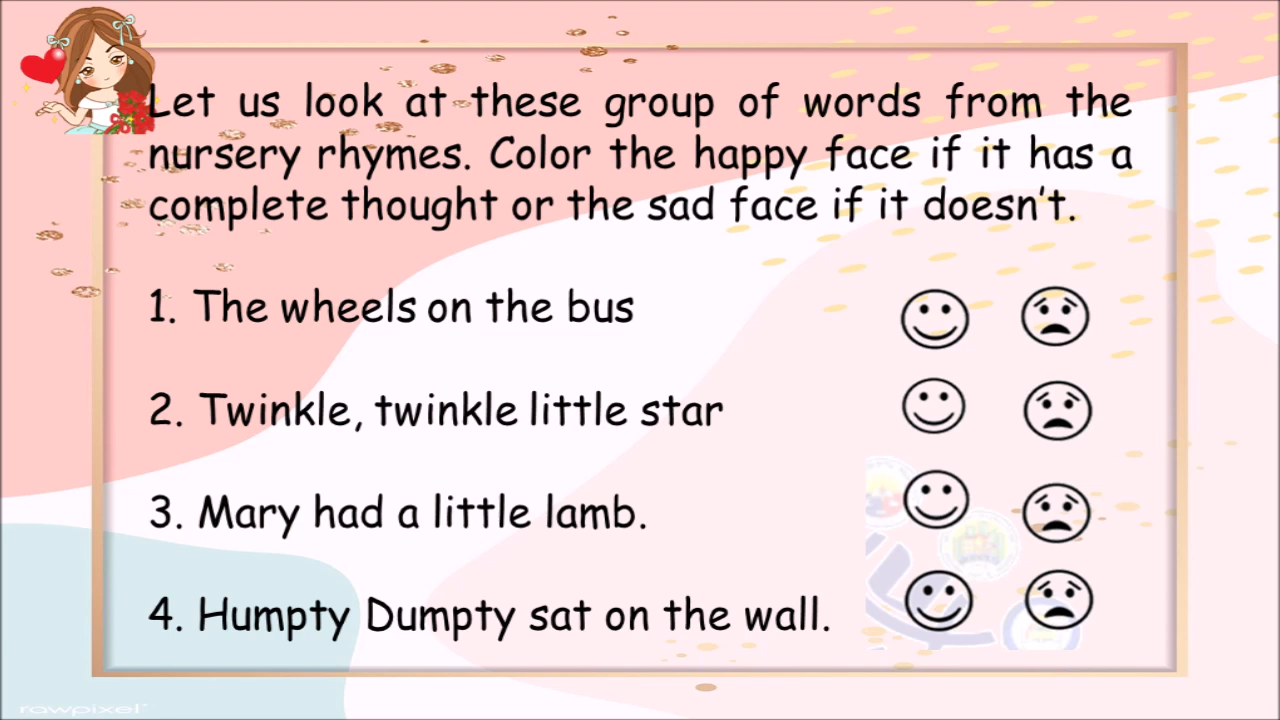 Let us look at these group of words from the
nursery rhymes. Color the happy face if it has a
complete thought or the sad face if it doesn't.
1. The wheels on the bus
2. Twinkle, twinkle little star
3. Mary had a little lamb.
4. Humpty Dumpty sat on the wall.
rawpixel